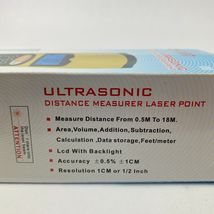 ULTRASONIC
DISTANCE MEASURER LASER POINT
Measure Distance From 0.5M To 18M.
Area,Volume,Addition,Subtraction,
Calculation ,Data storage,Feet/meter
Lcd With Backlight
Accuracy ±0.5% ±1CM
Resolution 1CM or 1/2 Inch
ATTENTION